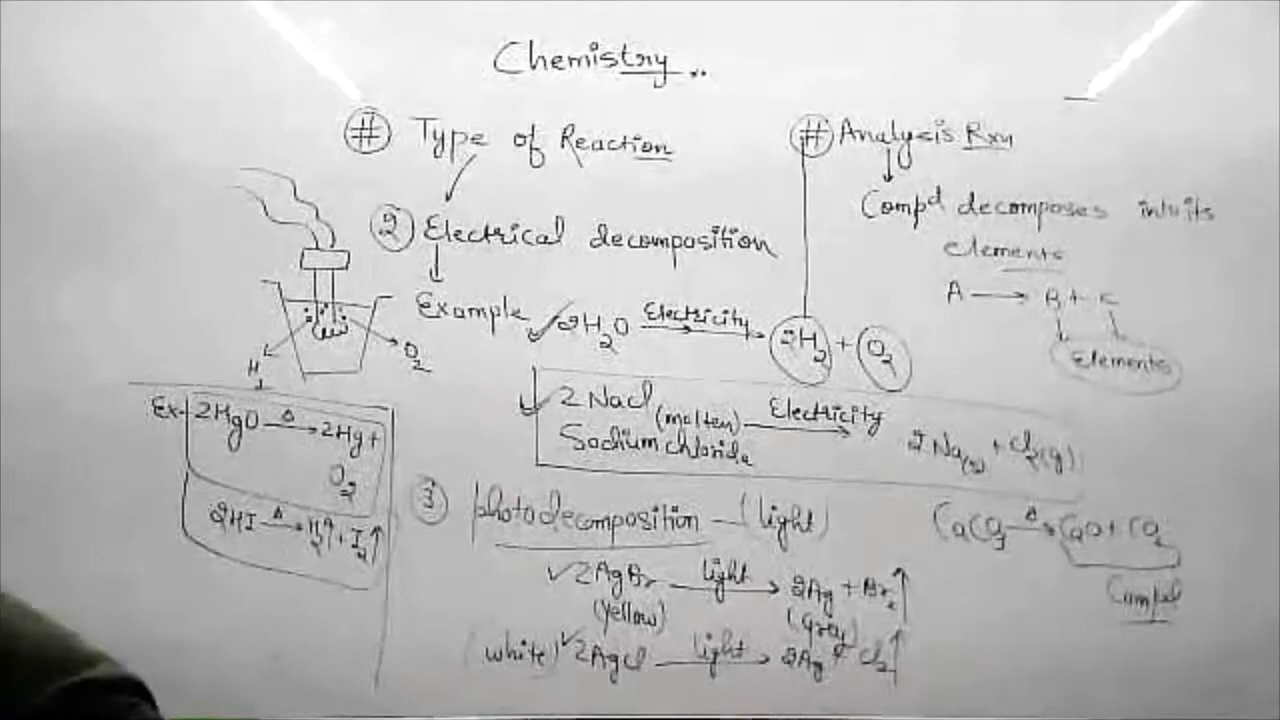 Chemistry..
# Type of Reaction
2 Electrical decomposition
Example ✓ 2H₂O Electricity → 2H₂ + O₂
H₂
O₂
✓ 2 NaCl (molten) Electricity → 2Na(s) + Cl₂(g)
Sodium chloride
Ex- 2HgO Δ→ 2Hg +
O₂
2HI Δ→ H₂↑ + I₂↑
3 photodecomposition - (light)
✓ 2AgBr light → 2Ag + Br₂↑
(Yellow) (Grey)
(white) ✓ 2AgCl light → 2Ag + Cl₂↑
# Analysis Rxn
↓
Compd decomposes into its
elements
A → B + C
Elements
CaCO₃ Δ→ CaO + CO₂
Compd